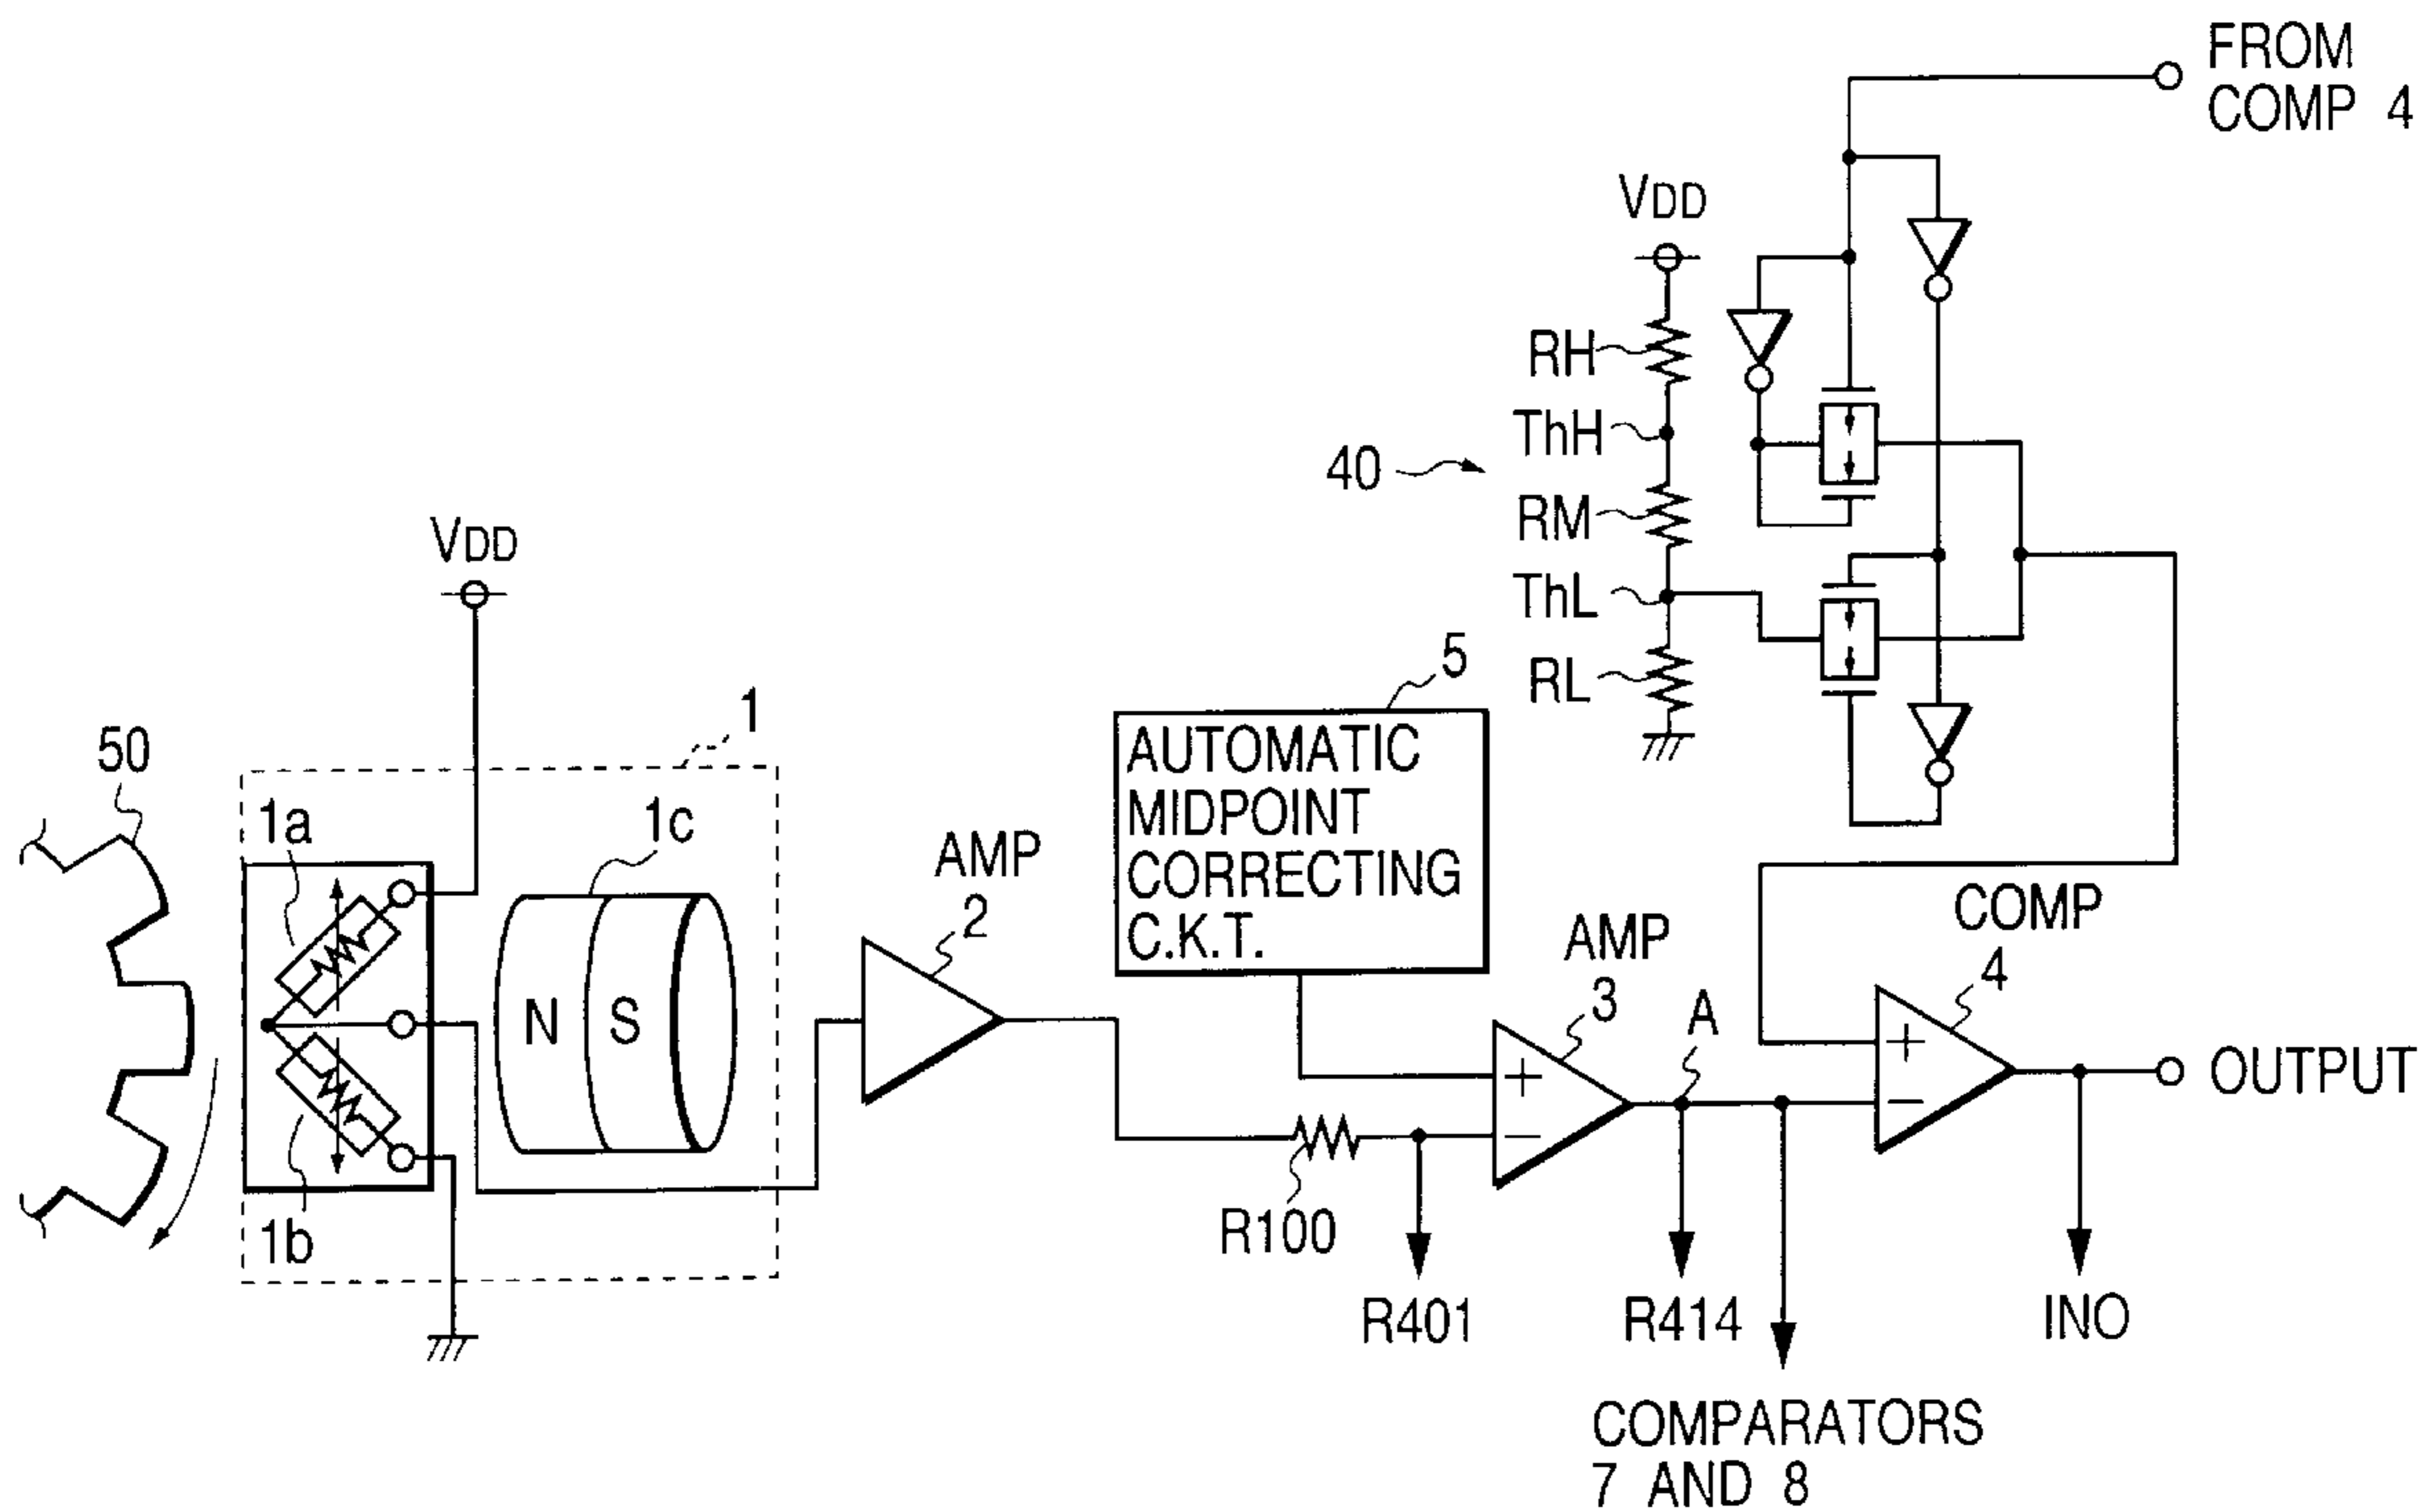 FROM
COMP 4
VDD
RH
ThH
40
RM
ThL
RL
VDD
5
1
50
AUTOMATIC
MIDPOINT
CORRECTING
C.K.T.
1a
1c
AMP
2
COMP
4
AMP
3
A
N S
+
−
+
−
OUTPUT
1b
R100
R401
R414
INO
COMPARATORS
7 AND 8